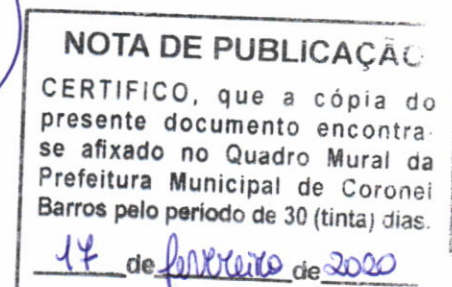 NOTA DE PUBLICAÇÃO
CERTIFICO, que a cópia do
presente documento encontra-
se afixado no Quadro Mural da
Prefeitura Municipal de Coronel
Barros pelo período de 30 (tinta) dias.
17 de fevereiro de 2020